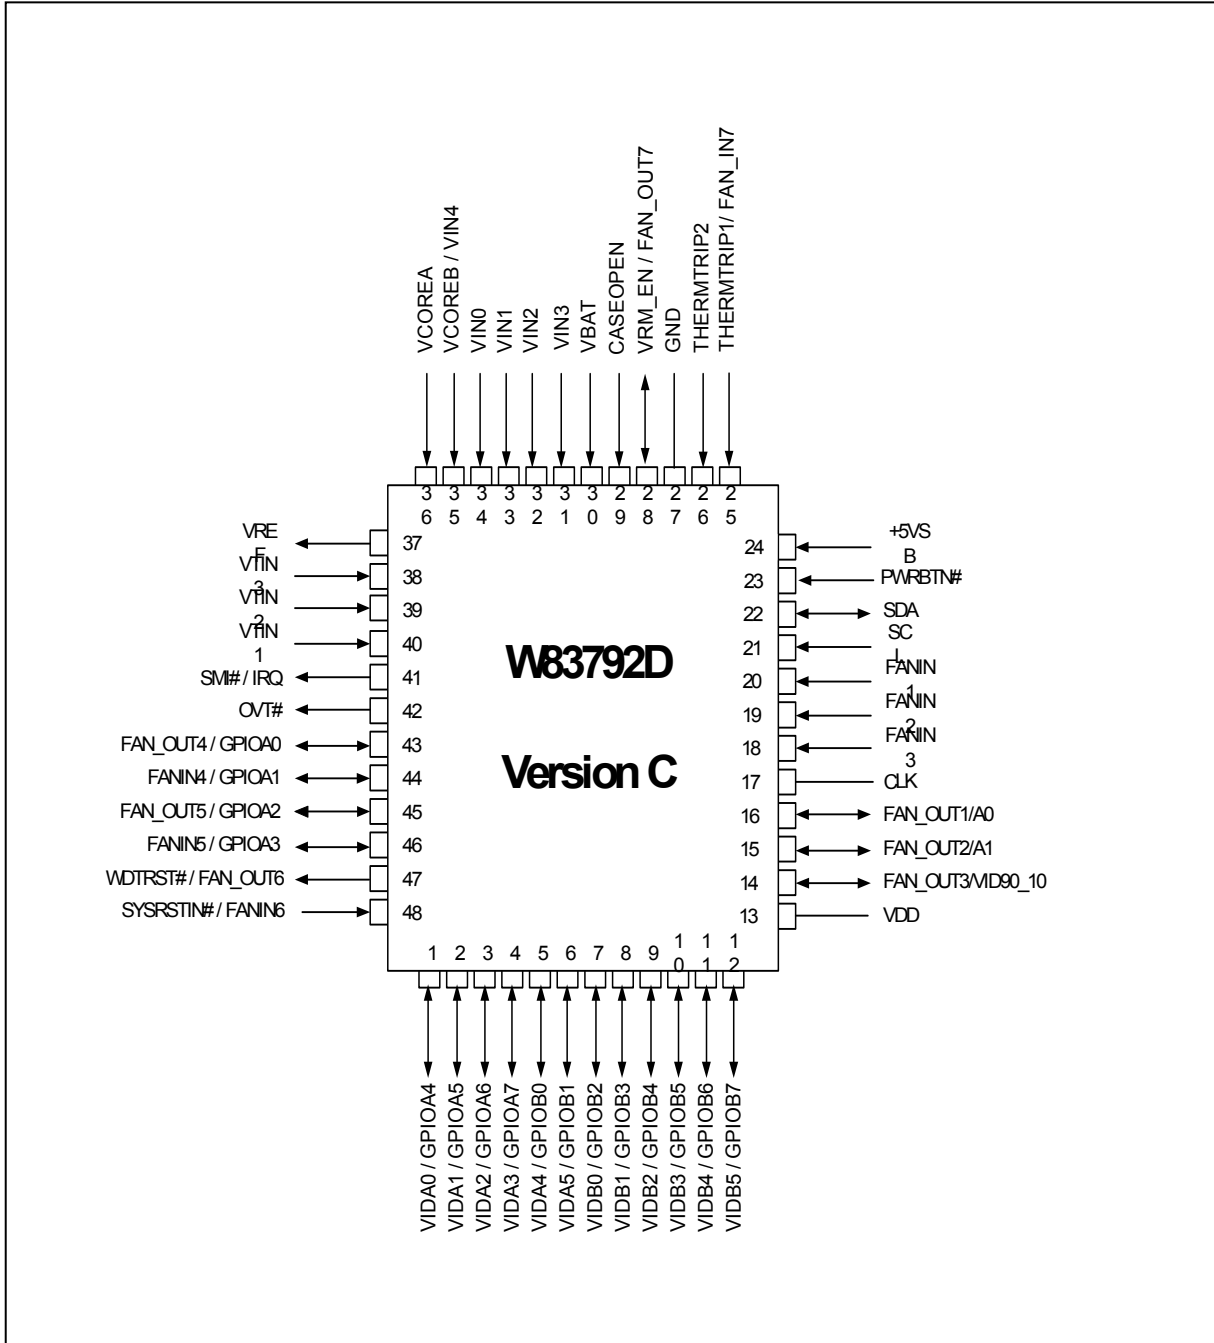 VCOREA
VCOREB / VIN4
VIN0
VIN1
VIN2
VIN3
VBAT
CASEOPEN
VRM_EN / FAN_OUT7
GND
THERMTRIP2
THERMTRIP1/ FAN_IN7
36
35
34
33
32
31
30
29
28
27
26
25
VREF
37
VTIN3
38
VTIN2
39
VTIN1
40
SMI# / IRQ
41
OVT#
42
FAN_OUT4 / GPIOA0
43
FANIN4 / GPIOA1
44
FAN_OUT5 / GPIOA2
45
FANIN5 / GPIOA3
46
WDTRST# / FAN_OUT6
47
SYSRSTIN# / FANIN6
48
W83792D
Version C
24
+5VSB
23
PWRBTN#
22
SDA
21
SCL
20
FANIN1
19
FANIN2
18
FANIN3
17
CLK
16
FAN_OUT1/A0
15
FAN_OUT2/A1
14
FAN_OUT3/VID90_10
13
VDD
1
2
3
4
5
6
7
8
9
10
11
12
VIDA0 / GPIOA4
VIDA1 / GPIOA5
VIDA2 / GPIOA6
VIDA3 / GPIOA7
VIDA4 / GPIOB0
VIDA5 / GPIOB1
VIDB0 / GPIOB2
VIDB1 / GPIOB3
VIDB2 / GPIOB4
VIDB3 / GPIOB5
VIDB4 / GPIOB6
VIDB5 / GPIOB7